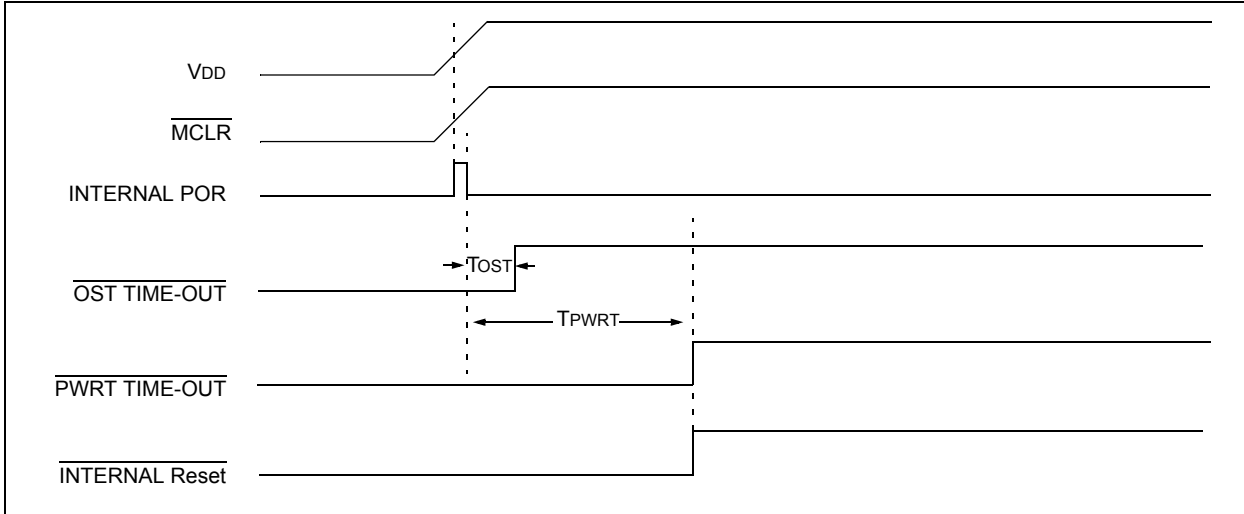 VDD
MCLR
INTERNAL POR
TOST
OST TIME-OUT
TPWRT
PWRT TIME-OUT
INTERNAL Reset